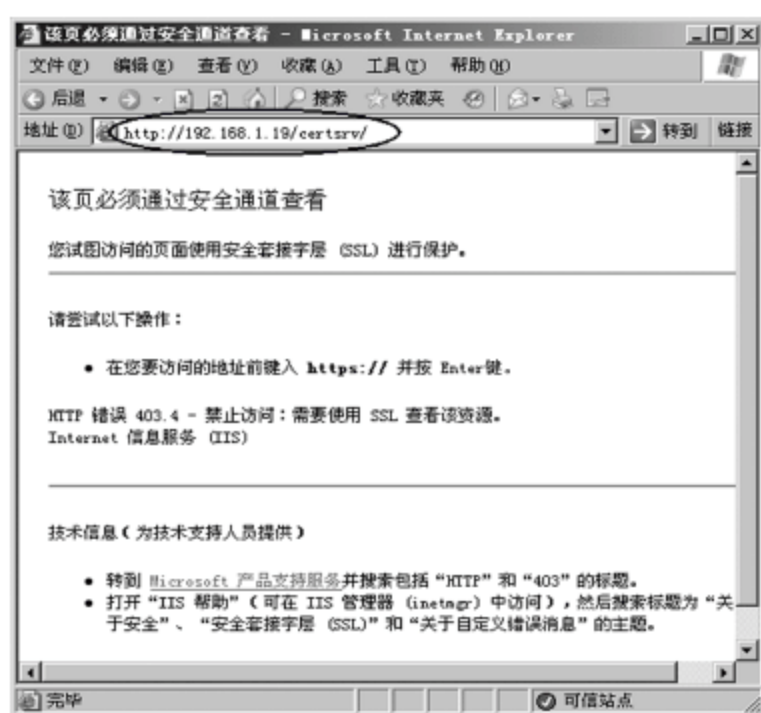 该页必须通过安全通道查看 - Microsoft Internet Explorer
文件(F) 编辑(E) 查看(V) 收藏(A) 工具(T) 帮助(H)
后退 搜索 收藏夹
地址(D) http://192.168.1.19/certsrv/ 转到 链接
该页必须通过安全通道查看
您试图访问的页面使用安全套接字层 (SSL) 进行保护。
请尝试以下操作：
• 在您要访问的地址前键入 https:// 并按 Enter键。
HTTP 错误 403.4 - 禁止访问：需要使用 SSL 查看该资源。
Internet 信息服务 (IIS)
技术信息（为技术支持人员提供）
• 转到 Microsoft 产品支持服务并搜索包括“HTTP”和“403”的标题。
• 打开“IIS 帮助”（可在 IIS 管理器 (inetmgr) 中访问），然后搜索标题为“关
于安全”、“安全套接字层 (SSL)”和“关于自定义错误消息”的主题。
完毕 可信站点